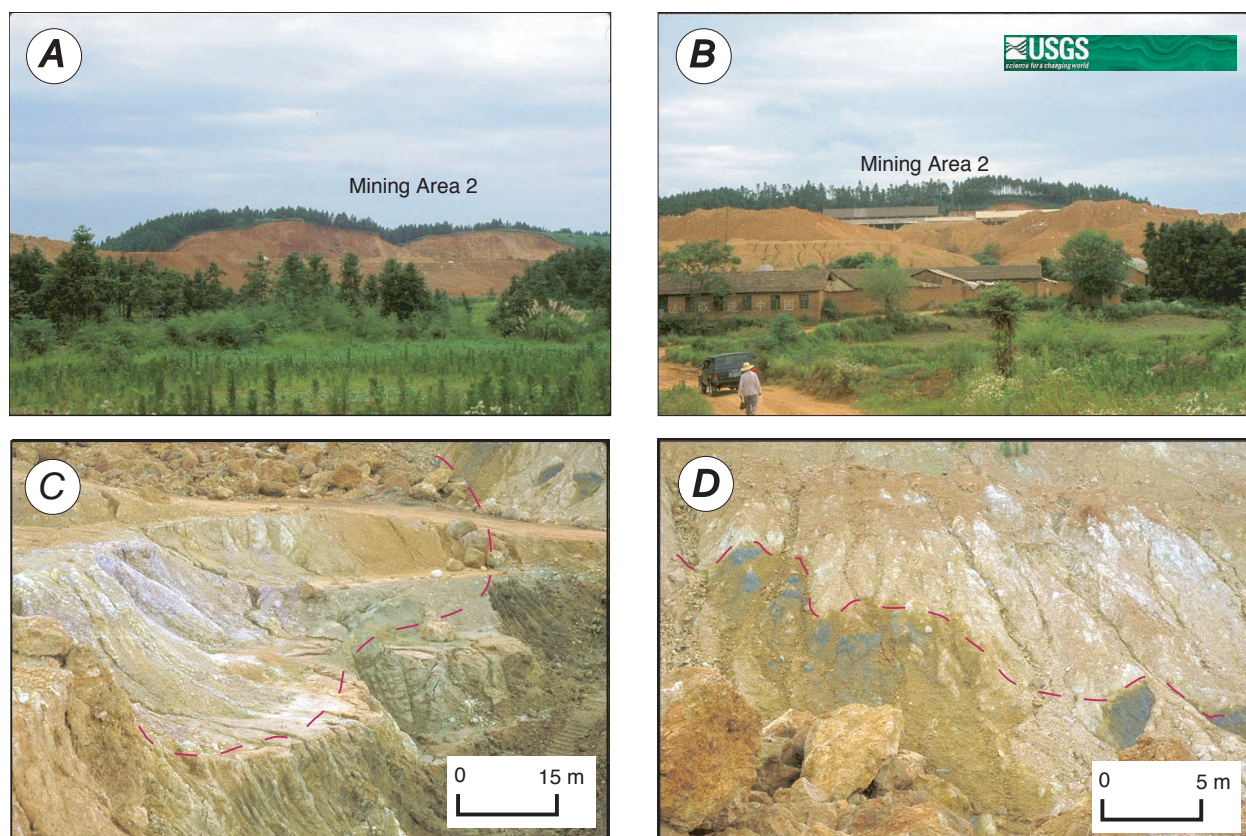 A
Mining Area 2
B
USGS
science for a changing world
Mining Area 2
C
0 15 m
D
0 5 m